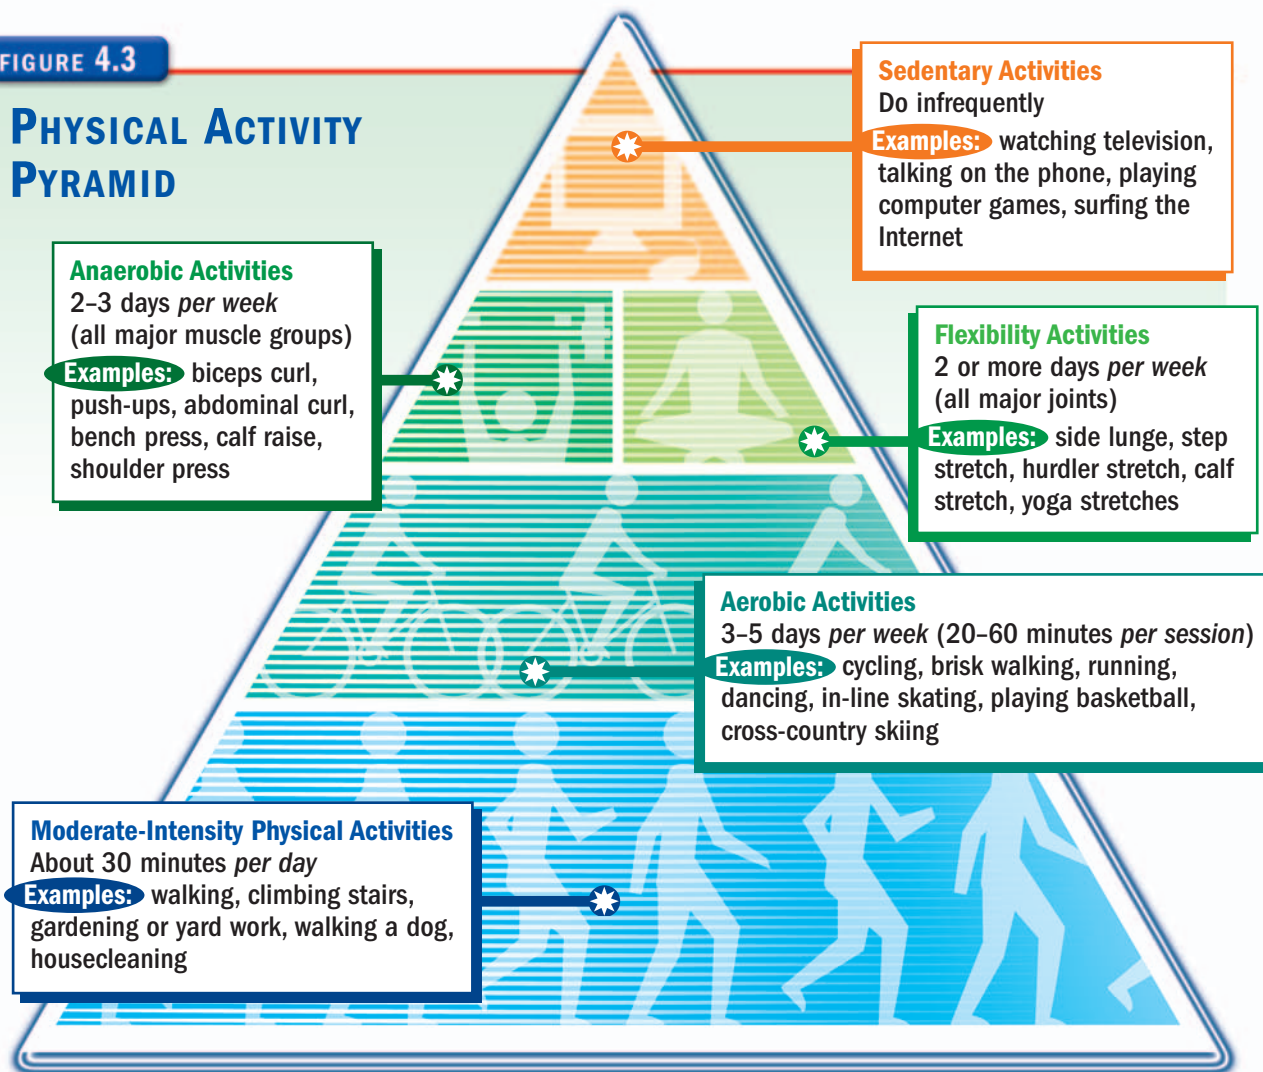 FIGURE 4.3
PHYSICAL ACTIVITY
PYRAMID
Sedentary Activities
Do infrequently
Examples: watching television,
talking on the phone, playing
computer games, surfing the
Internet
Anaerobic Activities
2–3 days per week
(all major muscle groups)
Examples: biceps curl,
push-ups, abdominal curl,
bench press, calf raise,
shoulder press
Flexibility Activities
2 or more days per week
(all major joints)
Examples: side lunge, step
stretch, hurdler stretch, calf
stretch, yoga stretches
Aerobic Activities
3–5 days per week (20–60 minutes per session)
Examples: cycling, brisk walking, running,
dancing, in-line skating, playing basketball,
cross-country skiing
Moderate-Intensity Physical Activities
About 30 minutes per day
Examples: walking, climbing stairs,
gardening or yard work, walking a dog,
housecleaning